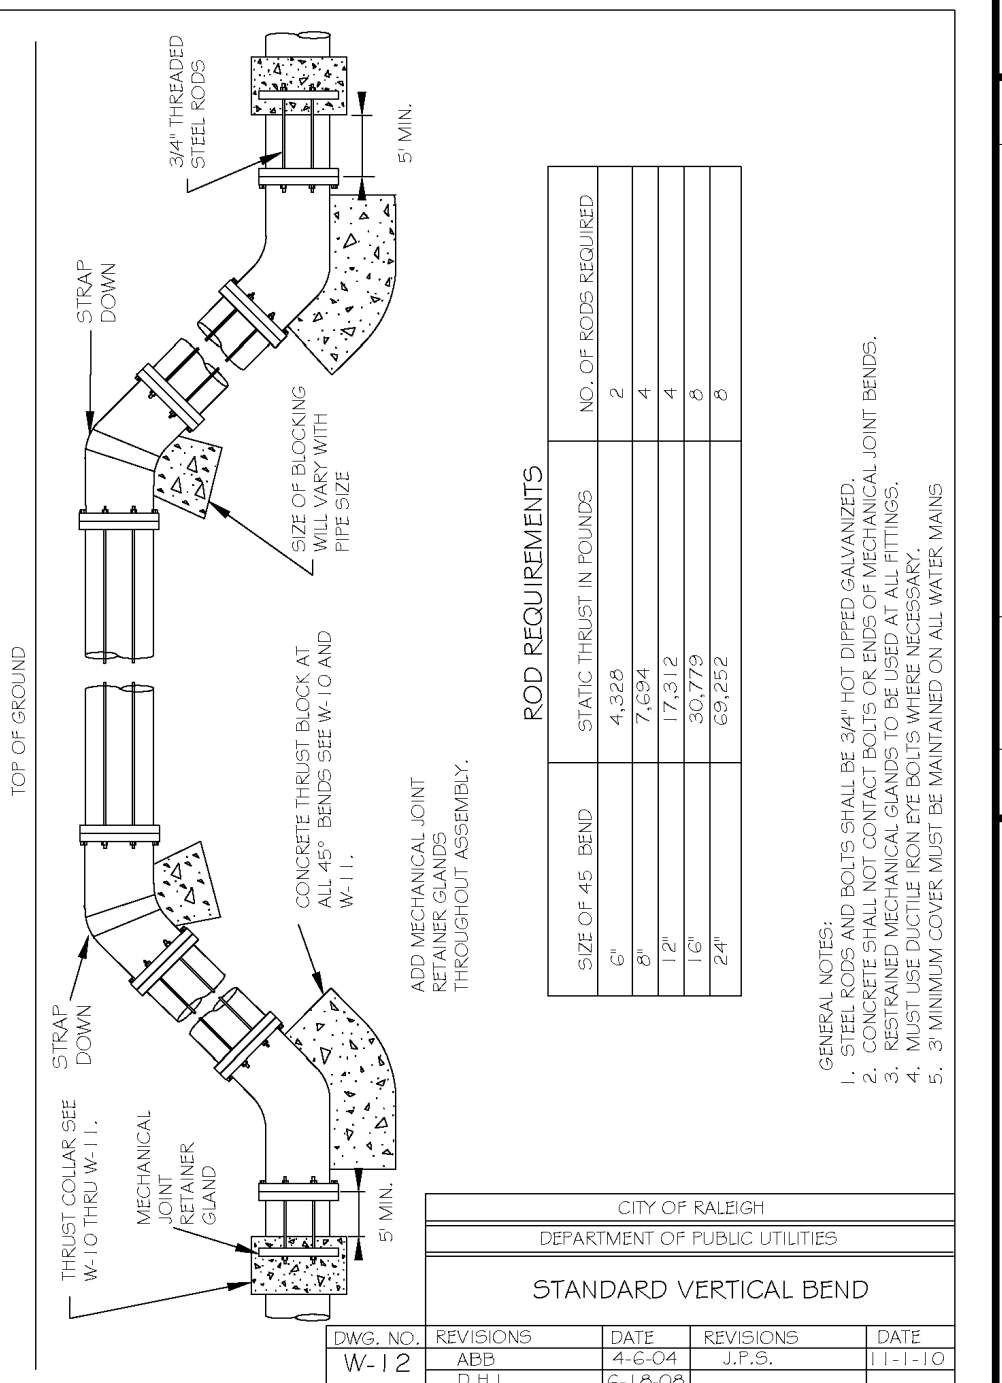 TOP OF GROUND
THRUST COLLAR SEE
W-10 THRU W-11.
MECHANICAL
JOINT
RETAINER
GLAND
STRAP
DOWN
5' MIN.
CONCRETE THRUST BLOCK AT
ALL 45° BENDS SEE W-10 AND
W-11.
SIZE OF BLOCKING
WILL VARY WITH
PIPE SIZE
STRAP
DOWN
3/4" THREADED
STEEL RODS
5' MIN.
ADD MECHANICAL JOINT
RETAINER GLANDS
THROUGHOUT ASSEMBLY.
ROD REQUIREMENTS
SIZE OF 45 BEND STATIC THRUST IN POUNDS NO. OF RODS REQUIRED
6" 4,328 2
8" 7,694 4
12" 17,312 4
16" 30,779 8
24" 69,252 8
GENERAL NOTES:
1. STEEL RODS AND BOLTS SHALL BE 3/4" HOT DIPPED GALVANIZED.
2. CONCRETE SHALL NOT CONTACT BOLTS OR ENDS OF MECHANICAL JOINT BENDS.
3. RESTRAINED MECHANICAL GLANDS TO BE USED AT ALL FITTINGS.
4. MUST USE DUCTILE IRON EYE BOLTS WHERE NECESSARY.
5. 3' MINIMUM COVER MUST BE MAINTAINED ON ALL WATER MAINS
CITY OF RALEIGH
DEPARTMENT OF PUBLIC UTILITIES
STANDARD VERTICAL BEND
DWG. NO. REVISIONS DATE REVISIONS DATE
W-12 ABB 4-6-04 J.P.S. 11-1-10
6-18-08